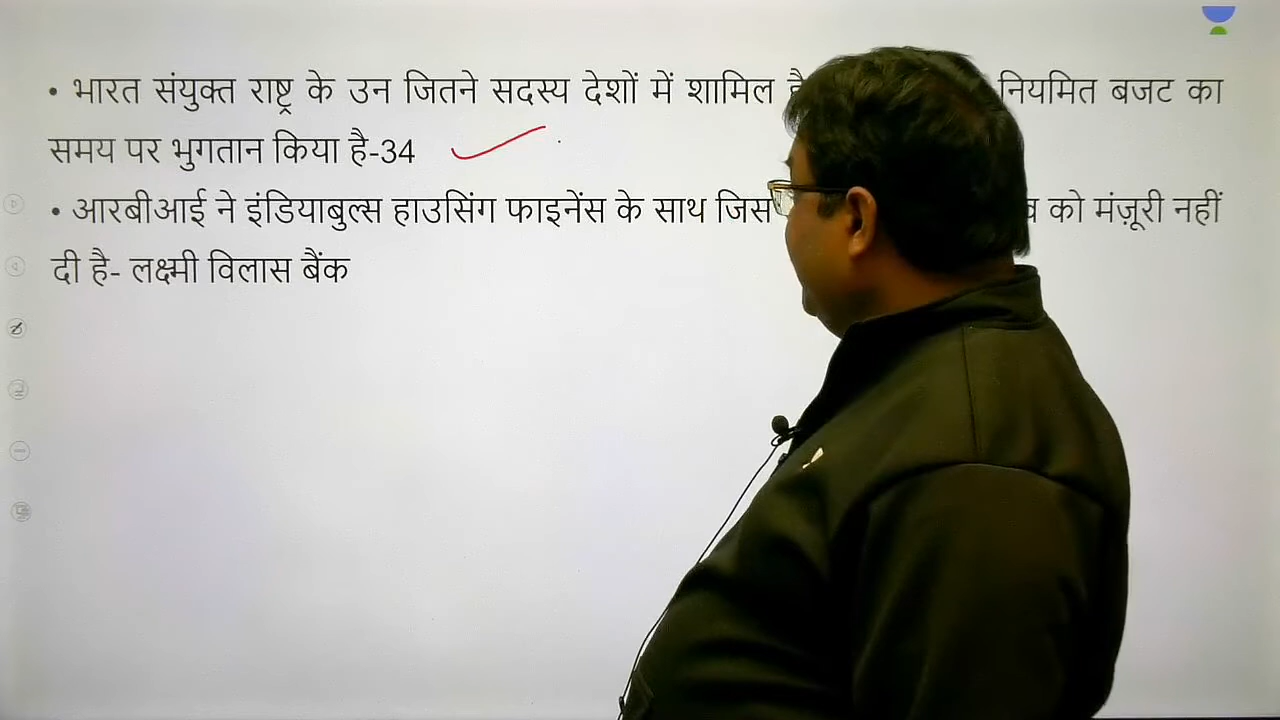 • भारत संयुक्त राष्ट्र के उन जितने सदस्य देशों में शामिल नियमित बजट का
समय पर भुगतान किया है-34
• आरबीआई ने इंडियाबुल्स हाउसिंग फाइनेंस के साथ जिस को मंज़ूरी नहीं
दी है- लक्ष्मी विलास बैंक